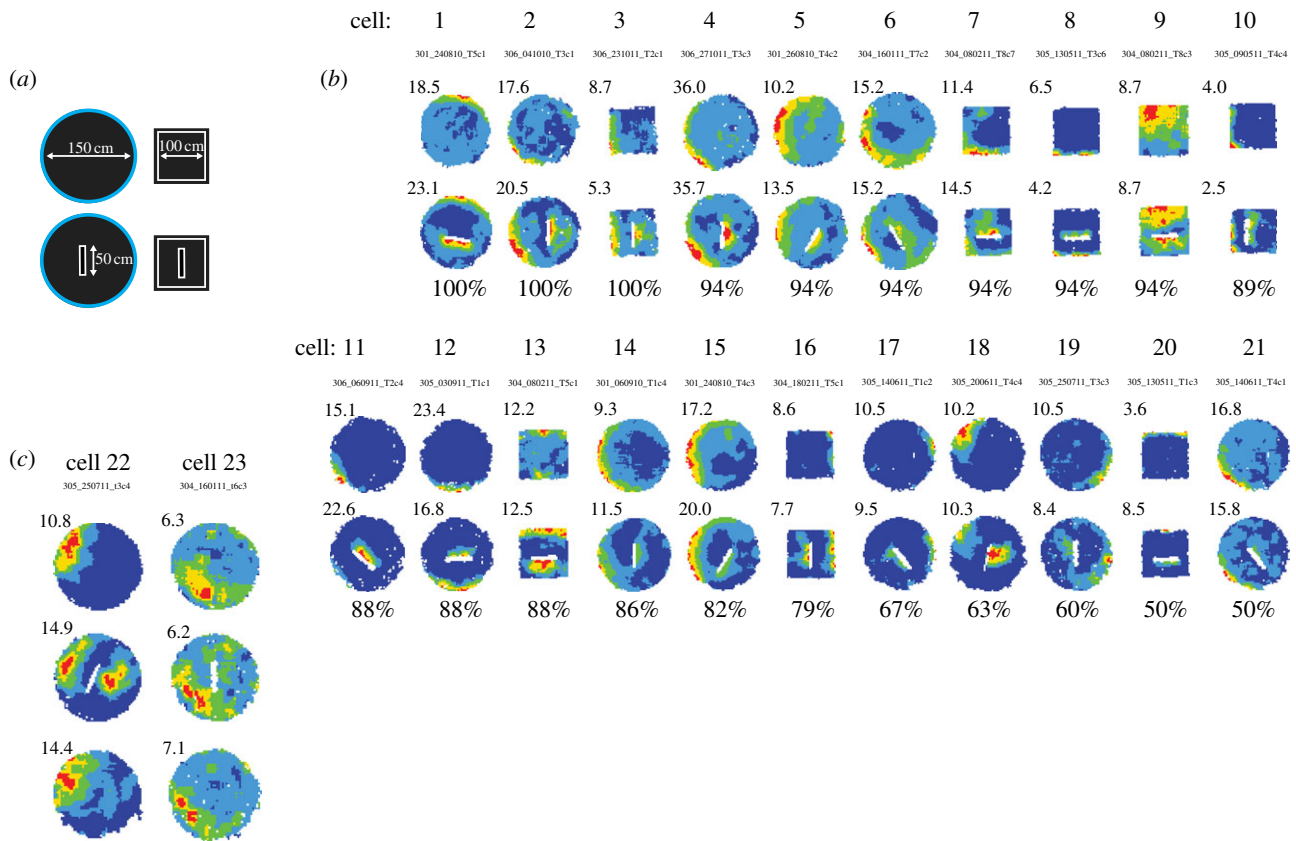 cell: 1 2 3 4 5 6 7 8 9 10
301_240810_T5c1 306_041010_T3c1 306_231011_T2c1 306_271011_T3c3 301_260810_T4c2 304_160111_T7c2 304_080211_T8c7 305_130511_T3c6 304_080211_T8c3 305_090511_T4c4
(a)
(b)
18.5 17.6 8.7 36.0 10.2 15.2 11.4 6.5 8.7 4.0
150 cm
100 cm
50 cm
23.1 20.5 5.3 35.7 13.5 15.2 14.5 4.2 8.7 2.5
100% 100% 100% 94% 94% 94% 94% 94% 94% 89%
cell: 11 12 13 14 15 16 17 18 19 20 21
306_060911_T2c4 305_030911_T1c1 304_080211_T5c1 301_060910_T1c4 301_240810_T4c3 304_180211_T5c1 305_140611_T1c2 305_200611_T4c4 305_250711_T3c3 305_130511_T1c3 305_140611_T4c1
15.1 23.4 12.2 9.3 17.2 8.6 10.5 10.2 10.5 3.6 16.8
22.6 16.8 12.5 11.5 20.0 7.7 9.5 10.3 8.4 8.5 15.8
88% 88% 88% 86% 82% 79% 67% 63% 60% 50% 50%
(c)
cell 22 cell 23
305_250711_t3c4 304_160111_t6c3
10.8 6.3
14.9 6.2
14.4 7.1